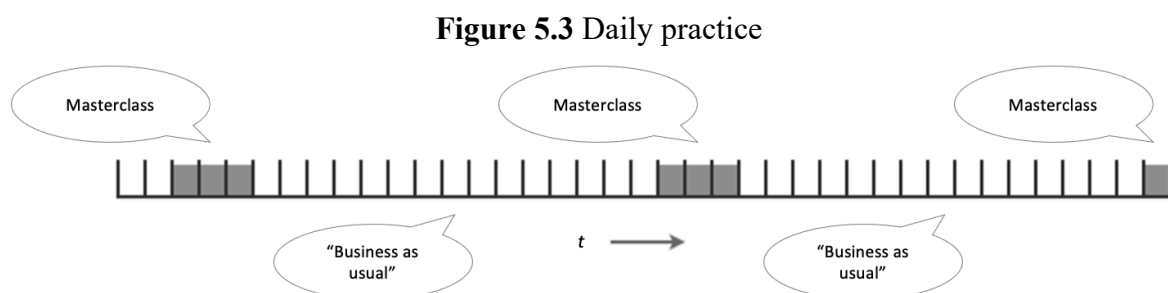 Figure 5.3 Daily practice
Masterclass
Masterclass
Masterclass
“Business as
usual”
t
“Business as
usual”